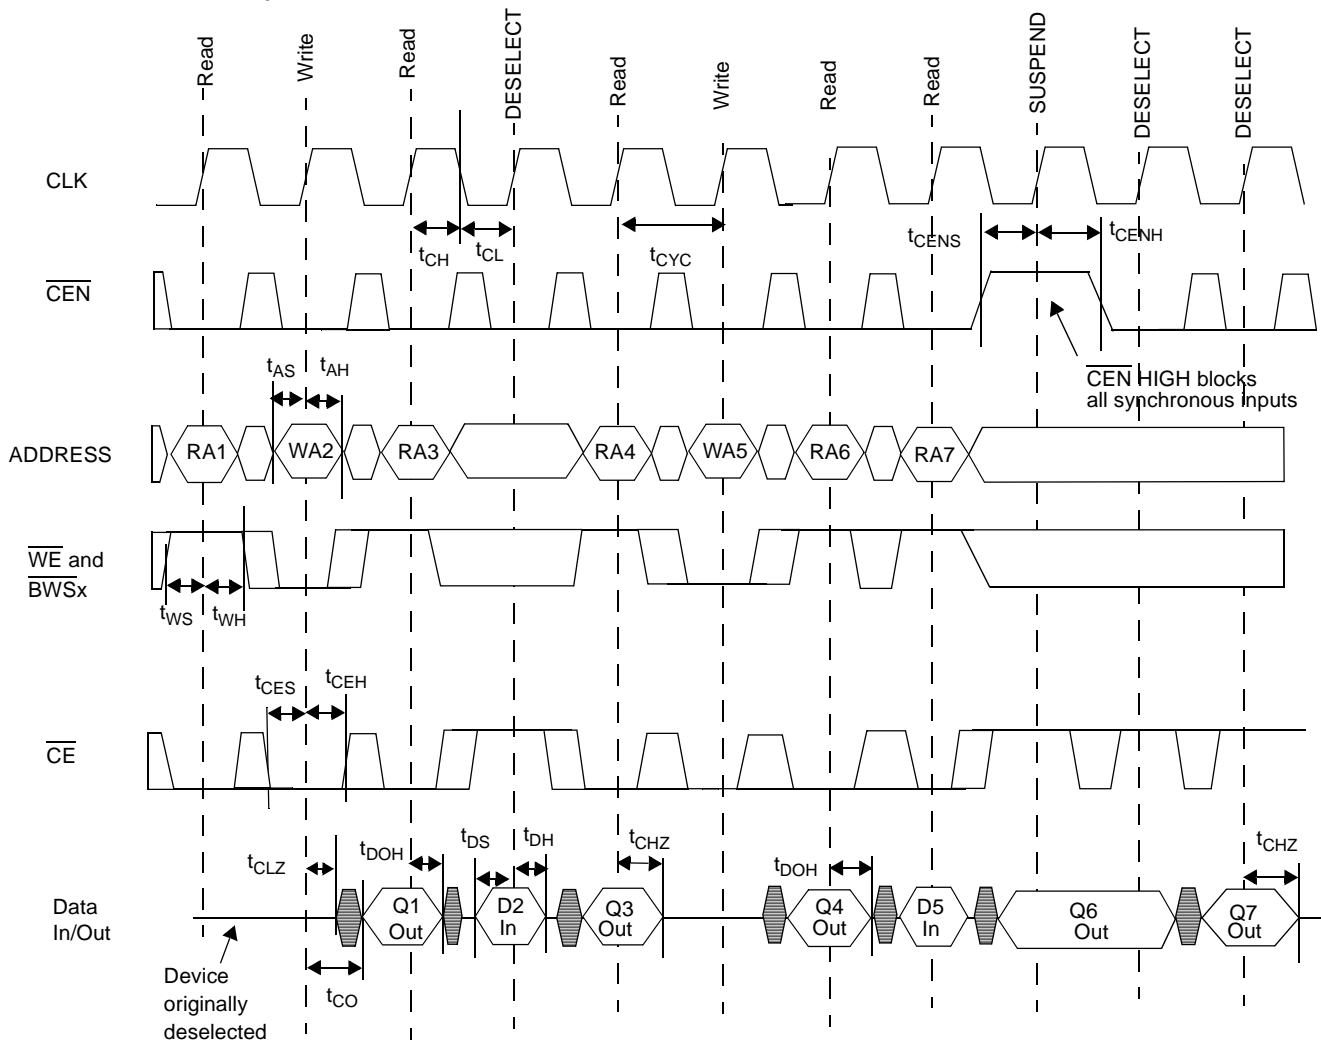 Read
Write
Read
DESELECT
Read
Write
Read
Read
SUSPEND
DESELECT
DESELECT
CLK
tCH
tCL
tCYC
tCENS
tCENH
CEN
CEN HIGH blocks
all synchronous inputs
tAS
tAH
ADDRESS
RA1
WA2
RA3
RA4
WA5
RA6
RA7
WE and
BWSx
tWS
tWH
tCES
tCEH
CE
tCLZ
tDOH
tDS
tDH
tCHZ
tDOH
tCHZ
Data
In/Out
Q1
Out
D2
In
Q3
Out
Q4
Out
D5
In
Q6
Out
Q7
Out
tCO
Device
originally
deselected